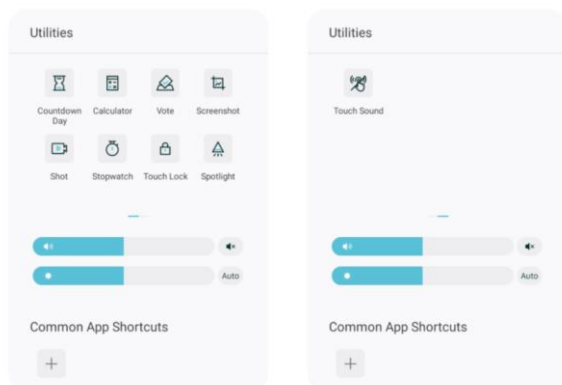 Utilities
Countdown Day
Calculator
Vote
Screenshot
Shot
Stopwatch
Touch Lock
Spotlight
Auto
Common App Shortcuts
Utilities
Touch Sound
Auto
Common App Shortcuts